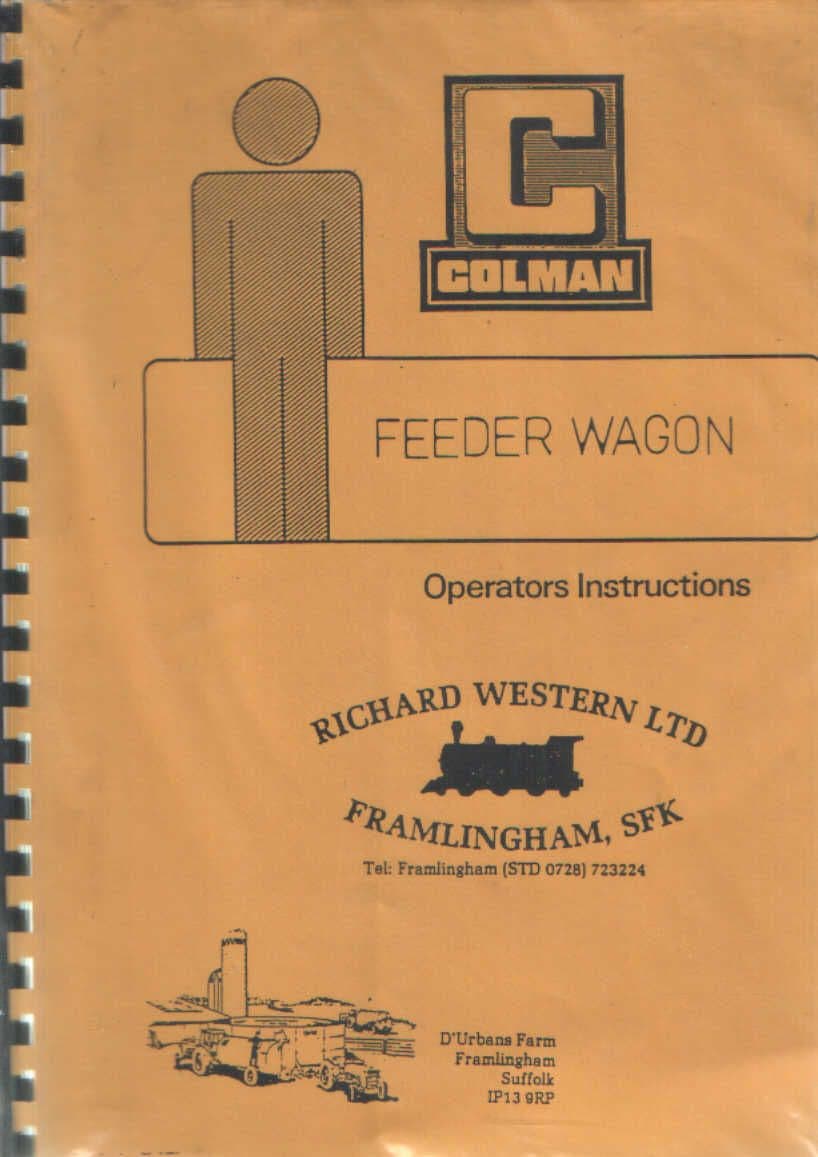 COLMAN
FEEDER WAGON
Operators Instructions
RICHARD WESTERN LTD
FRAMLINGHAM, SFK
Tel: Framlingham (STD 0728) 723224
D'Urbans Farm
Framlingham
Suffolk
IP13 9RP